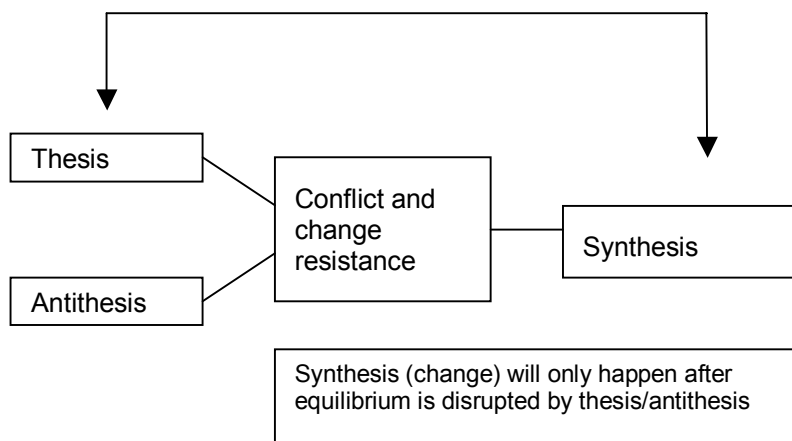 Thesis
Conflict and
change
resistance
Synthesis
Antithesis
Synthesis (change) will only happen after
equilibrium is disrupted by thesis/antithesis